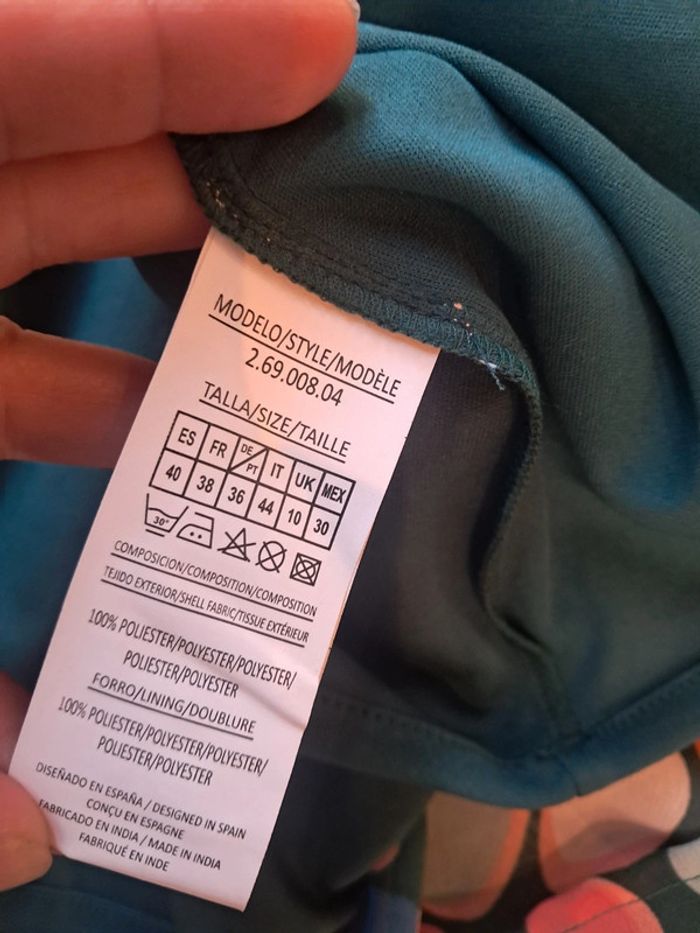 MODELO/STYLE/MODÈLE
2.69.008.04
TALLA/SIZE/TAILLE
ES FR DE/PT IT UK MEX
40 38 36 44 10 30
30°
COMPOSICION/COMPOSITION/COMPOSITION
TEJIDO EXTERIOR/SHELL FABRIC/TISSUE EXTÉRIEUR
100% POLIESTER/POLYESTER/POLYESTER/
POLIESTER/POLYESTER
FORRO/LINING/DOUBLURE
100% POLIESTER/POLYESTER/POLYESTER/
POLIESTER/POLYESTER
DISEÑADO EN ESPAÑA / DESIGNED IN SPAIN
CONÇU EN ESPAGNE
FABRICADO EN INDIA / MADE IN INDIA
FABRIQUÉ EN INDE